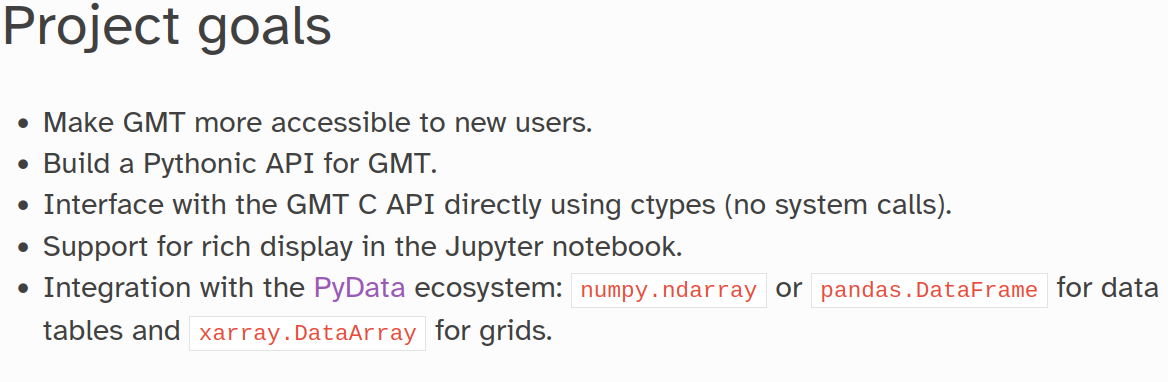 Project goals
• Make GMT more accessible to new users.
• Build a Pythonic API for GMT.
• Interface with the GMT C API directly using ctypes (no system calls).
• Support for rich display in the Jupyter notebook.
• Integration with the PyData ecosystem: numpy.ndarray or pandas.DataFrame for data
tables and xarray.DataArray for grids.